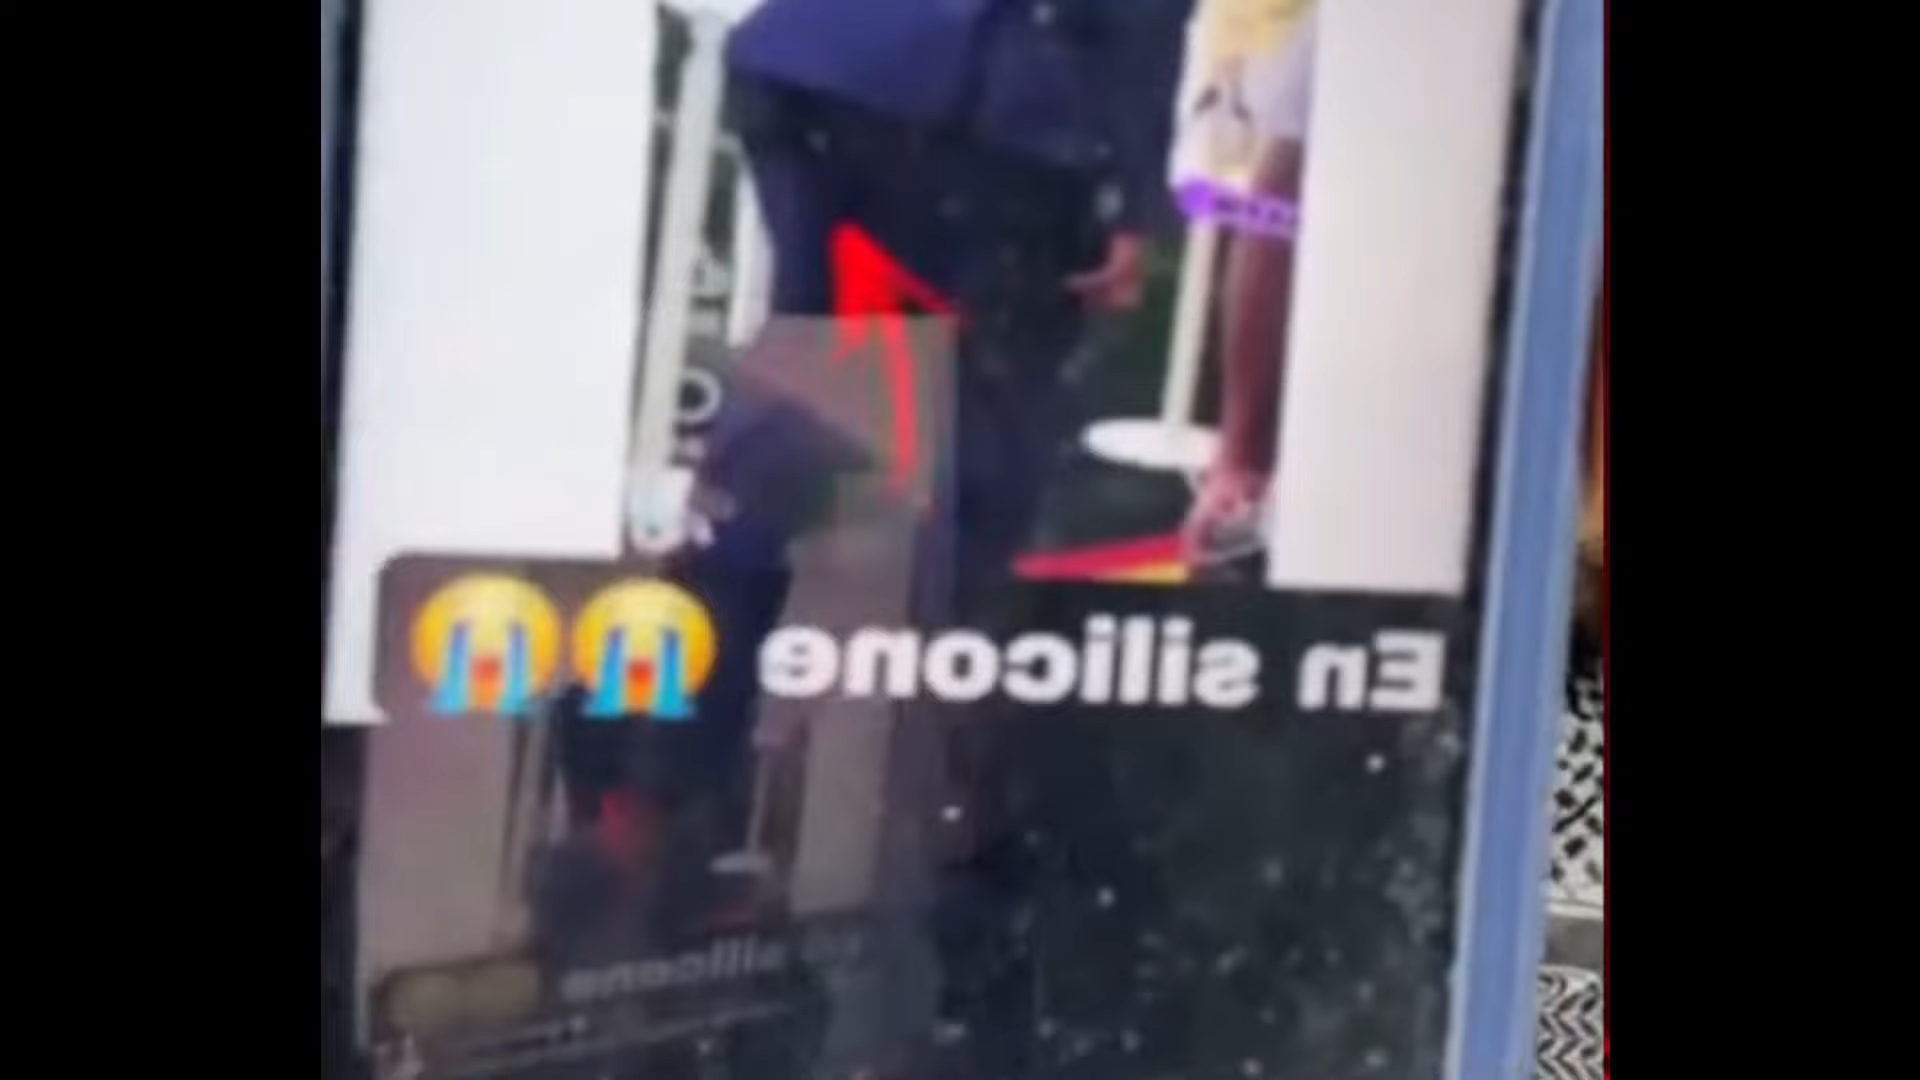 En silicone 😭😭